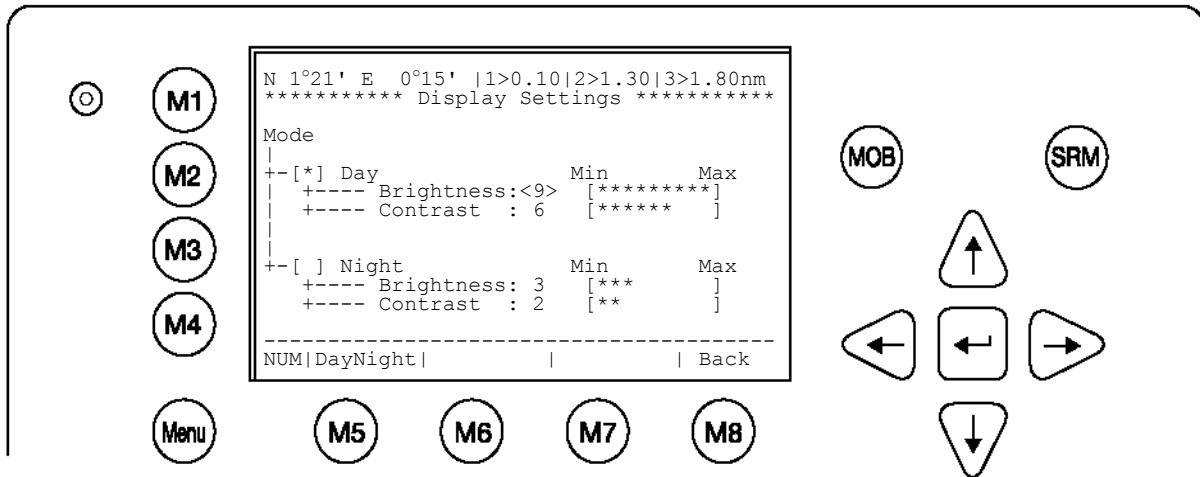 N 1°21' E  0°15' |1>0.10|2>1.30|3>1.80nm
*********** Display Settings ***********
Mode
|
+-[*] Day Min Max
| +---- Brightness:<9> [*********]
| +---- Contrast : 6 [****** ]
|
|
+-[ ] Night Min Max
+---- Brightness: 3 [*** ]
+---- Contrast : 2 [** ]
----------------------------------------
NUM|DayNight| | | Back
M1
M2
M3
M4
Menu
M5
M6
M7
M8
MOB
SRM